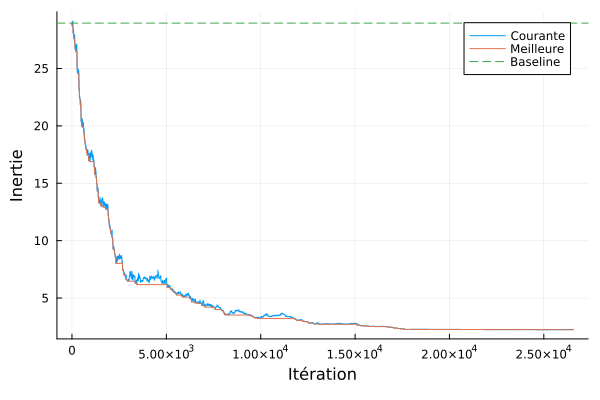 Courante
Meilleure
Baseline
25
20
15
10
5
Inertie
0
5.00×10³
1.00×10⁴
1.50×10⁴
2.00×10⁴
2.50×10⁴
Itération